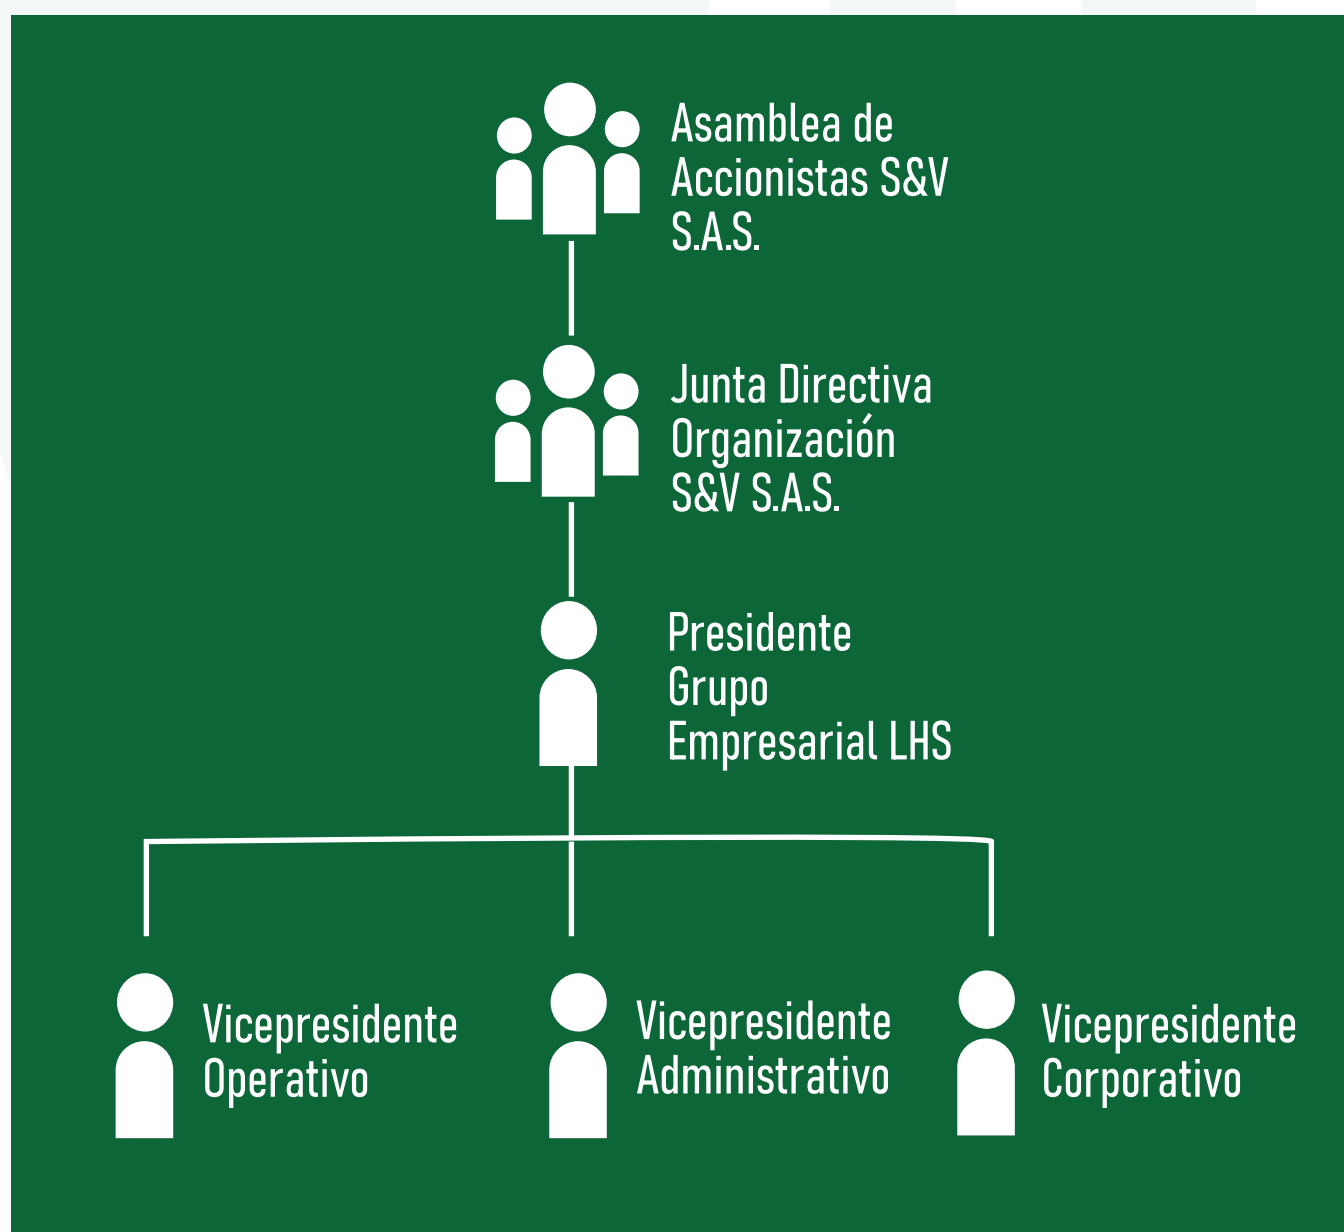 Asamblea de
Accionistas S&V
S.A.S.
Junta Directiva
Organización
S&V S.A.S.
Presidente
Grupo
Empresarial LHS
Vicepresidente
Operativo
Vicepresidente
Administrativo
Vicepresidente
Corporativo